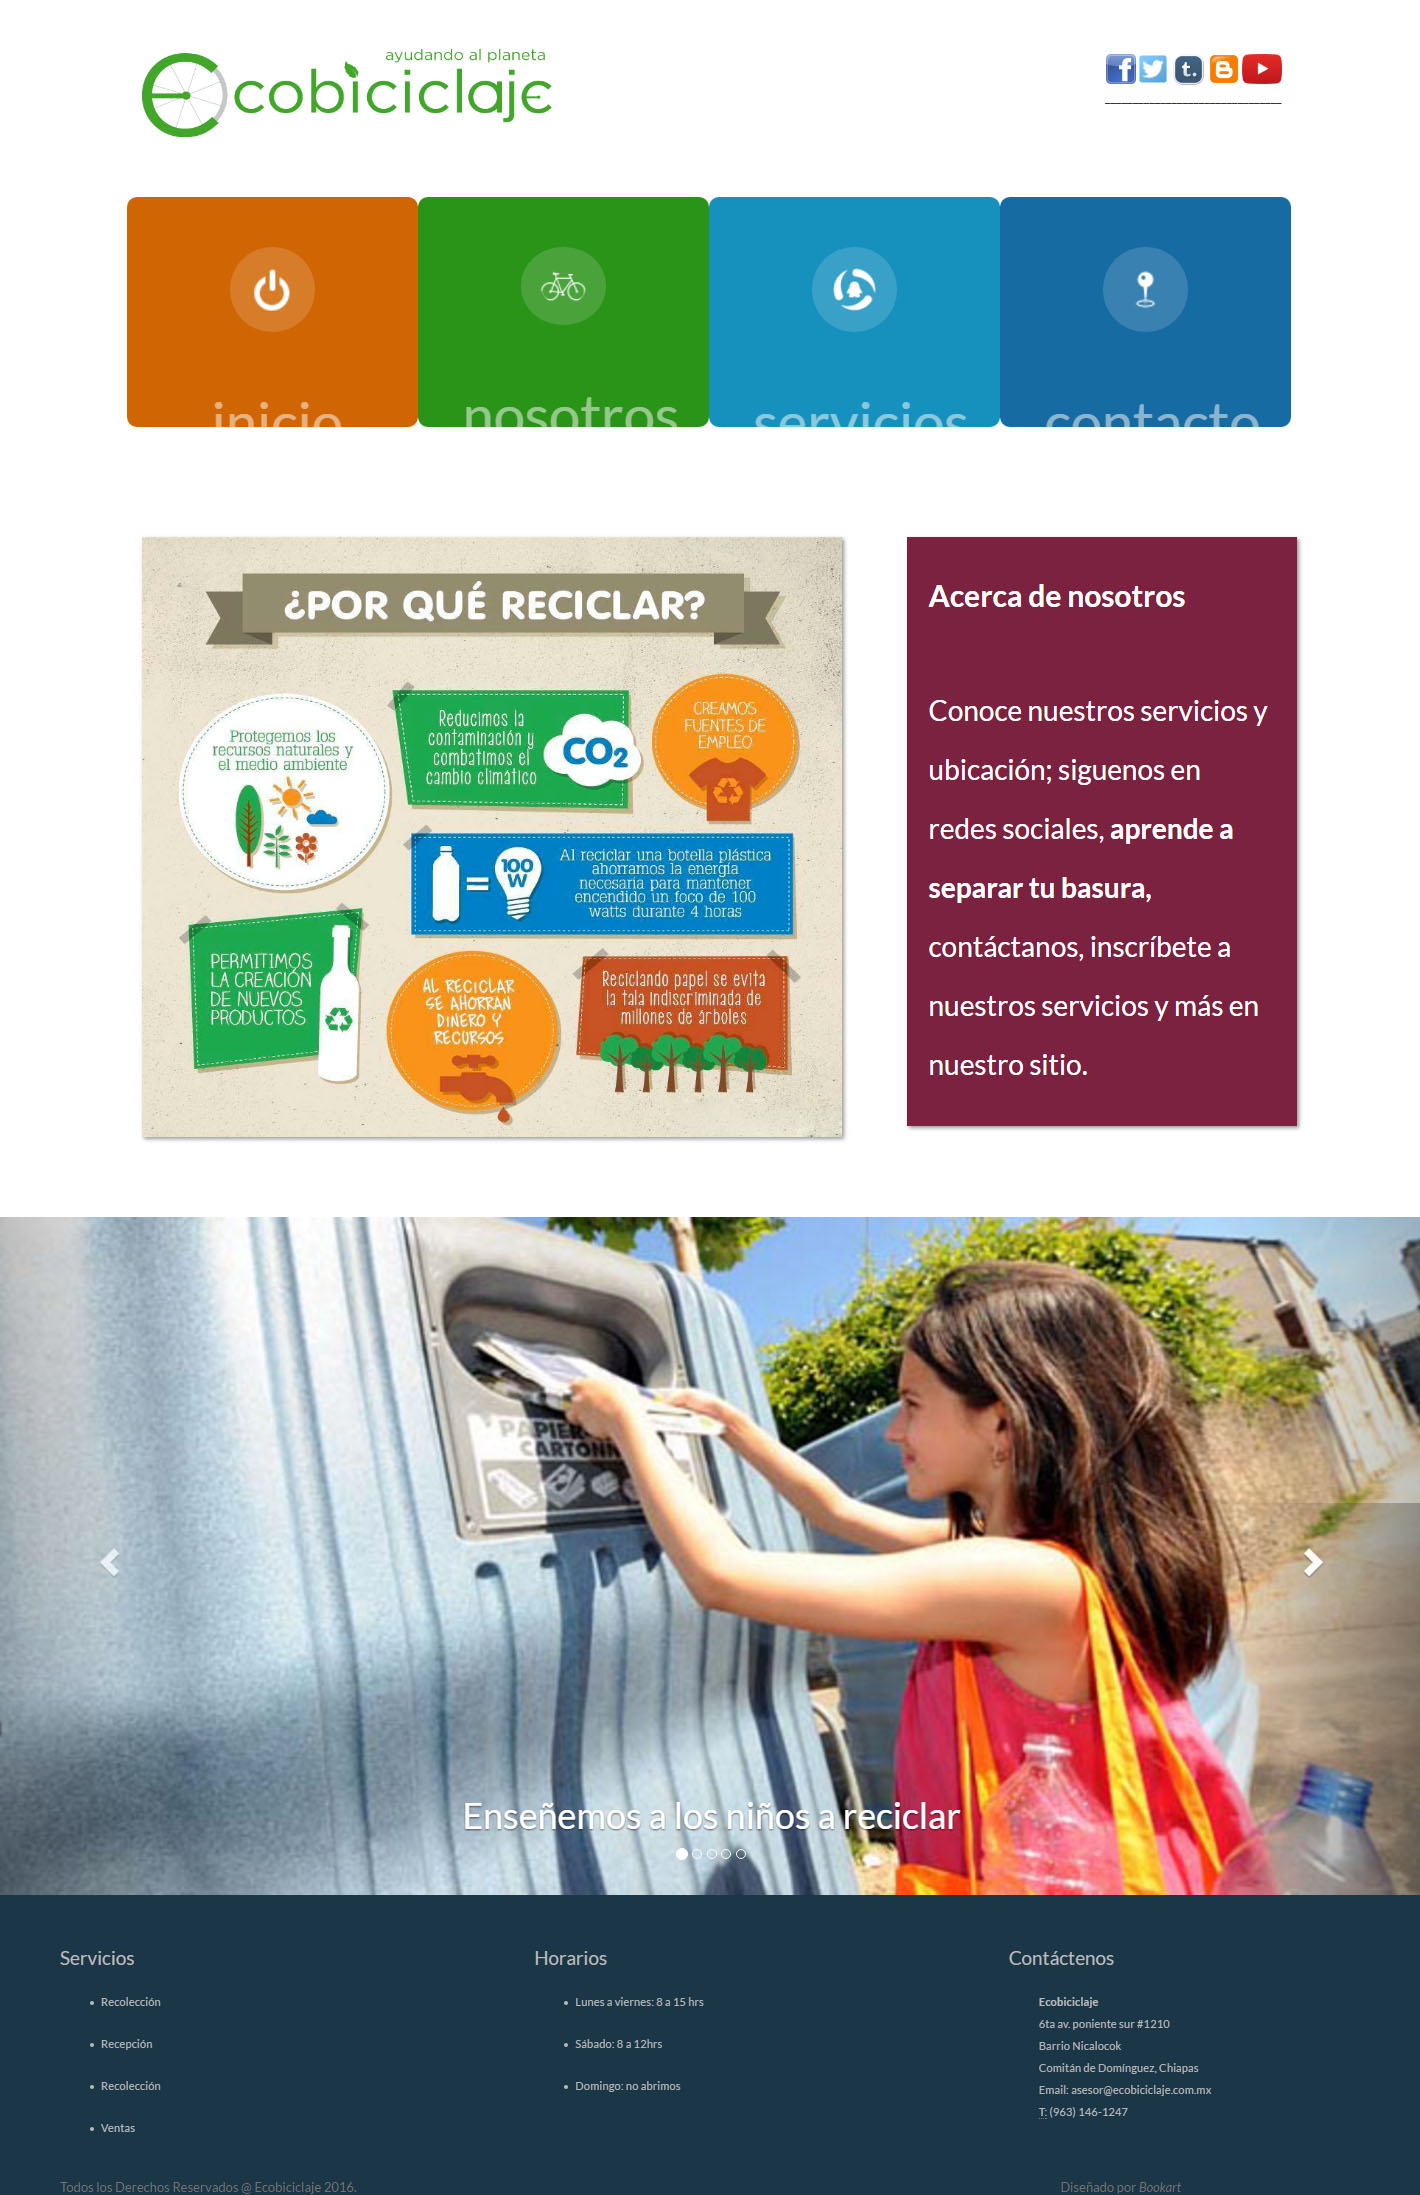 ayudando al planeta
ecobiciclaje
inicio
nosotros
servicios
contacto
¿POR QUÉ RECICLAR?
Protegemos los
recursos naturales y
el medio ambiente
Reducimos la
contaminación y
combatimos el
cambio climático
CO2
CREAMOS
FUENTES DE
EMPLEO
100
W
Al reciclar una botella plástica
ahorramos la energía
necesaria para mantener
encendido un foco de 100
watts durante 4 horas
PERMITIMOS
LA CREACIÓN
DE NUEVOS
PRODUCTOS
AL RECICLAR
SE AHORRAN
DINERO Y
RECURSOS
Reciclando papel se evita
la tala indiscriminada de
millones de árboles
Acerca de nosotros
Conoce nuestros servicios y
ubicación; siguenos en
redes sociales, aprende a
separar tu basura,
contáctanos, inscríbete a
nuestros servicios y más en
nuestro sitio.
Enseñemos a los niños a reciclar
Servicios
Recolección
Recepción
Recolección
Ventas
Horarios
Lunes a viernes: 8 a 15 hrs
Sábado: 8 a 12hrs
Domingo: no abrimos
Contáctenos
Ecobiciclaje
6ta av. poniente sur #1210
Barrio Nicalocok
Comitán de Domínguez, Chiapas
Email: asesor@ecobiciclaje.com.mx
T: (963) 146-1247
Todos los Derechos Reservados @ Ecobiciclaje 2016.
Diseñado por Bookart